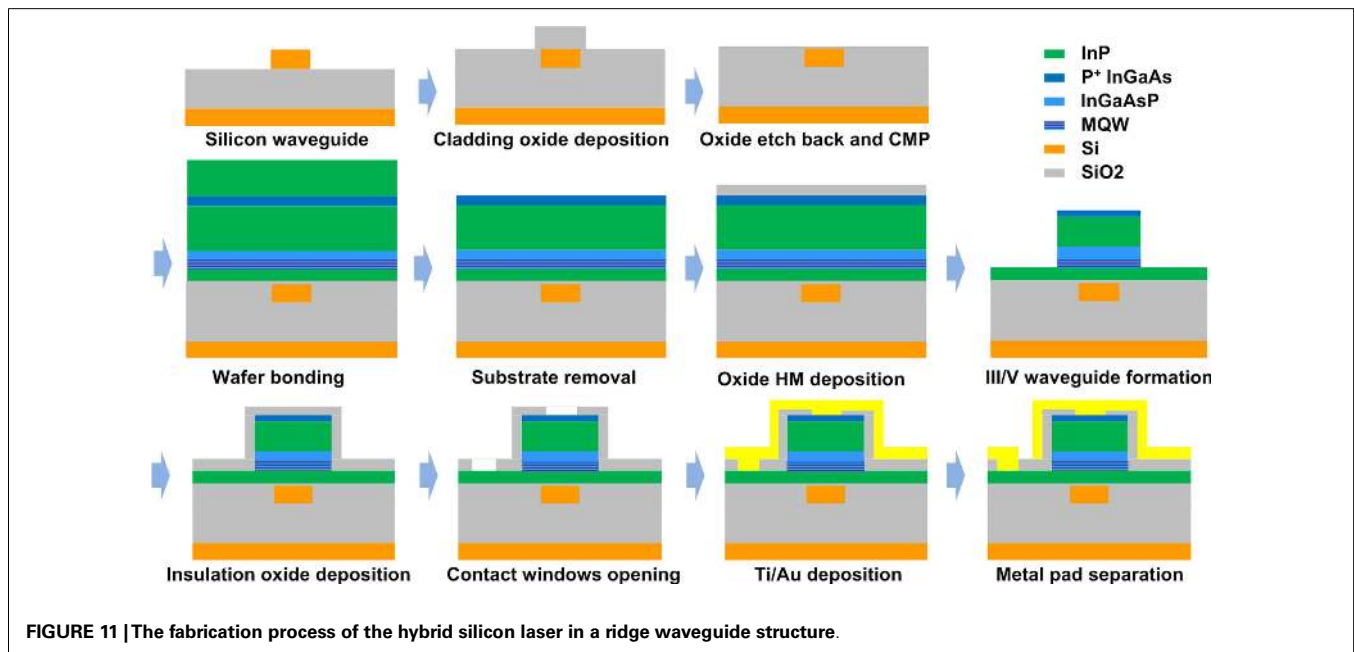 InP
P+ InGaAs
InGaAsP
MQW
Si
SiO2
Silicon waveguide
Cladding oxide deposition
Oxide etch back and CMP
Wafer bonding
Substrate removal
Oxide HM deposition
III/V waveguide formation
Insulation oxide deposition
Contact windows opening
Ti/Au deposition
Metal pad separation
FIGURE 11 | The fabrication process of the hybrid silicon laser in a ridge waveguide structure.